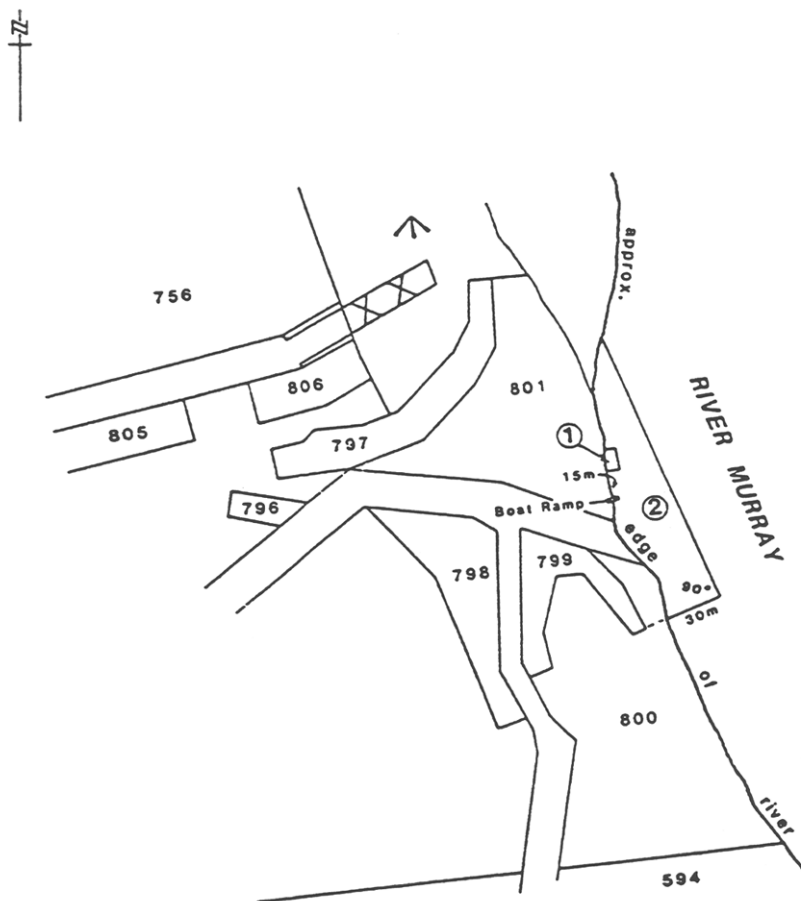 N
approx.
756
RIVER MURRAY
806
801
805
797
1
15m
796
Boat Ramp
2
edge
798
799
90°
30m
of
800
river
594